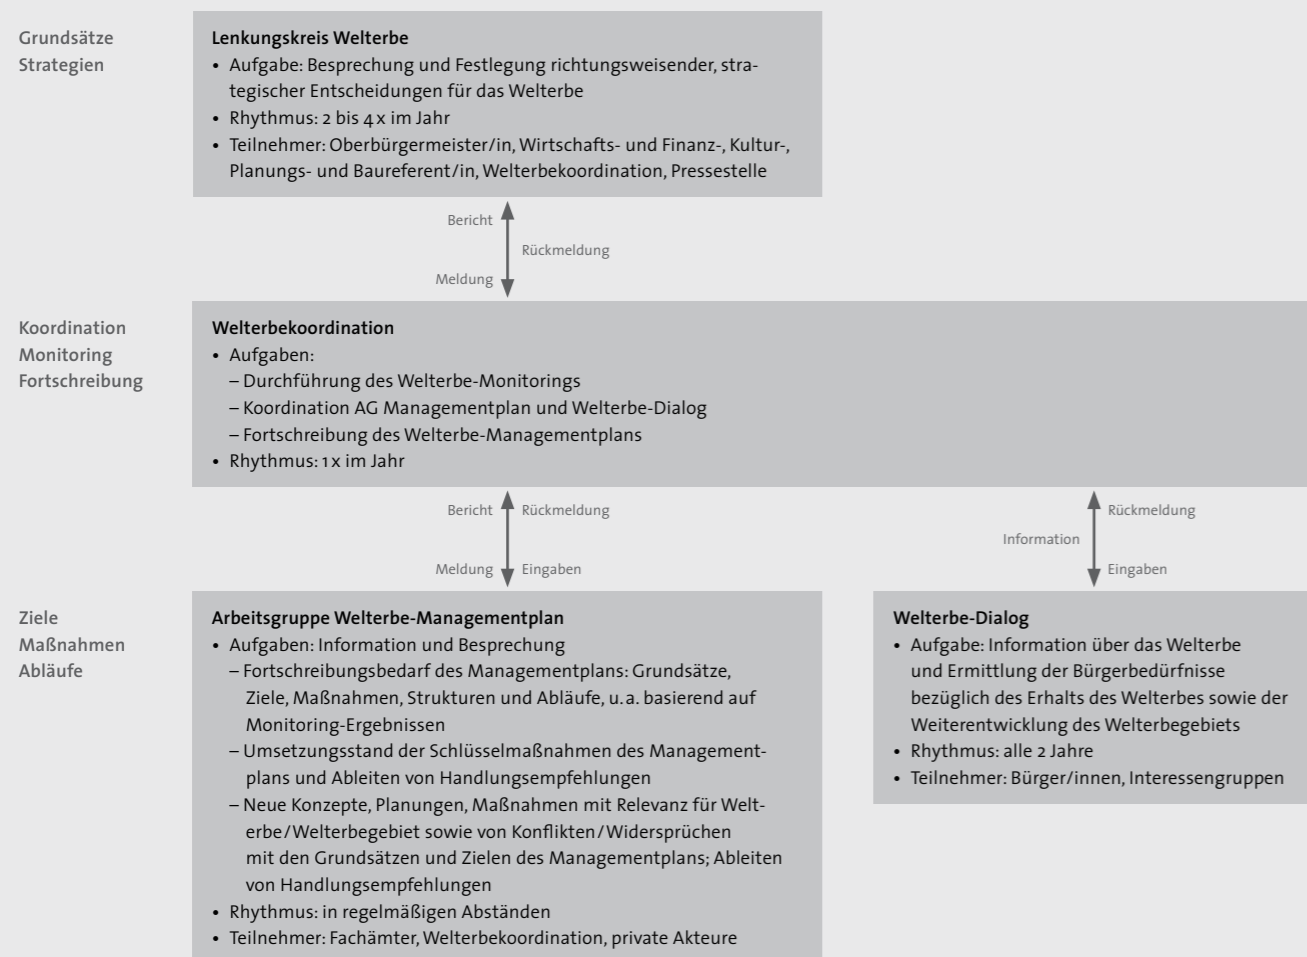 Grundsätze
Strategien
Lenkungskreis Welterbe
• Aufgabe: Besprechung und Festlegung richtungsweisender, stra-
tegischer Entscheidungen für das Welterbe
• Rhythmus: 2 bis 4 x im Jahr
• Teilnehmer: Oberbürgermeister/in, Wirtschafts- und Finanz-, Kultur-,
Planungs- und Baureferent/in, Welterbekoordination, Pressestelle
Bericht
Rückmeldung
Meldung
Koordination
Monitoring
Fortschreibung
Welterbekoordination
• Aufgaben:
– Durchführung des Welterbe-Monitorings
– Koordination AG Managementplan und Welterbe-Dialog
– Fortschreibung des Welterbe-Managementplans
• Rhythmus: 1 x im Jahr
Bericht Rückmeldung
Meldung Eingaben
Rückmeldung
Information
Eingaben
Ziele
Maßnahmen
Abläufe
Arbeitsgruppe Welterbe-Managementplan
• Aufgaben: Information und Besprechung
– Fortschreibungsbedarf des Managementplans: Grundsätze,
Ziele, Maßnahmen, Strukturen und Abläufe, u. a. basierend auf
Monitoring-Ergebnissen
– Umsetzungsstand der Schlüsselmaßnahmen des Management-
plans und Ableiten von Handlungsempfehlungen
– Neue Konzepte, Planungen, Maßnahmen mit Relevanz für Welt-
erbe/Welterbegebiet sowie von Konflikten/Widersprüchen
mit den Grundsätzen und Zielen des Managementplans; Ableiten
von Handlungsempfehlungen
• Rhythmus: in regelmäßigen Abständen
• Teilnehmer: Fachämter, Welterbekoordination, private Akteure
Welterbe-Dialog
• Aufgabe: Information über das Welterbe
und Ermittlung der Bürgerbedürfnisse
bezüglich des Erhalts des Welterbes sowie der
Weiterentwicklung des Welterbegebiets
• Rhythmus: alle 2 Jahre
• Teilnehmer: Bürger/innen, Interessengruppen